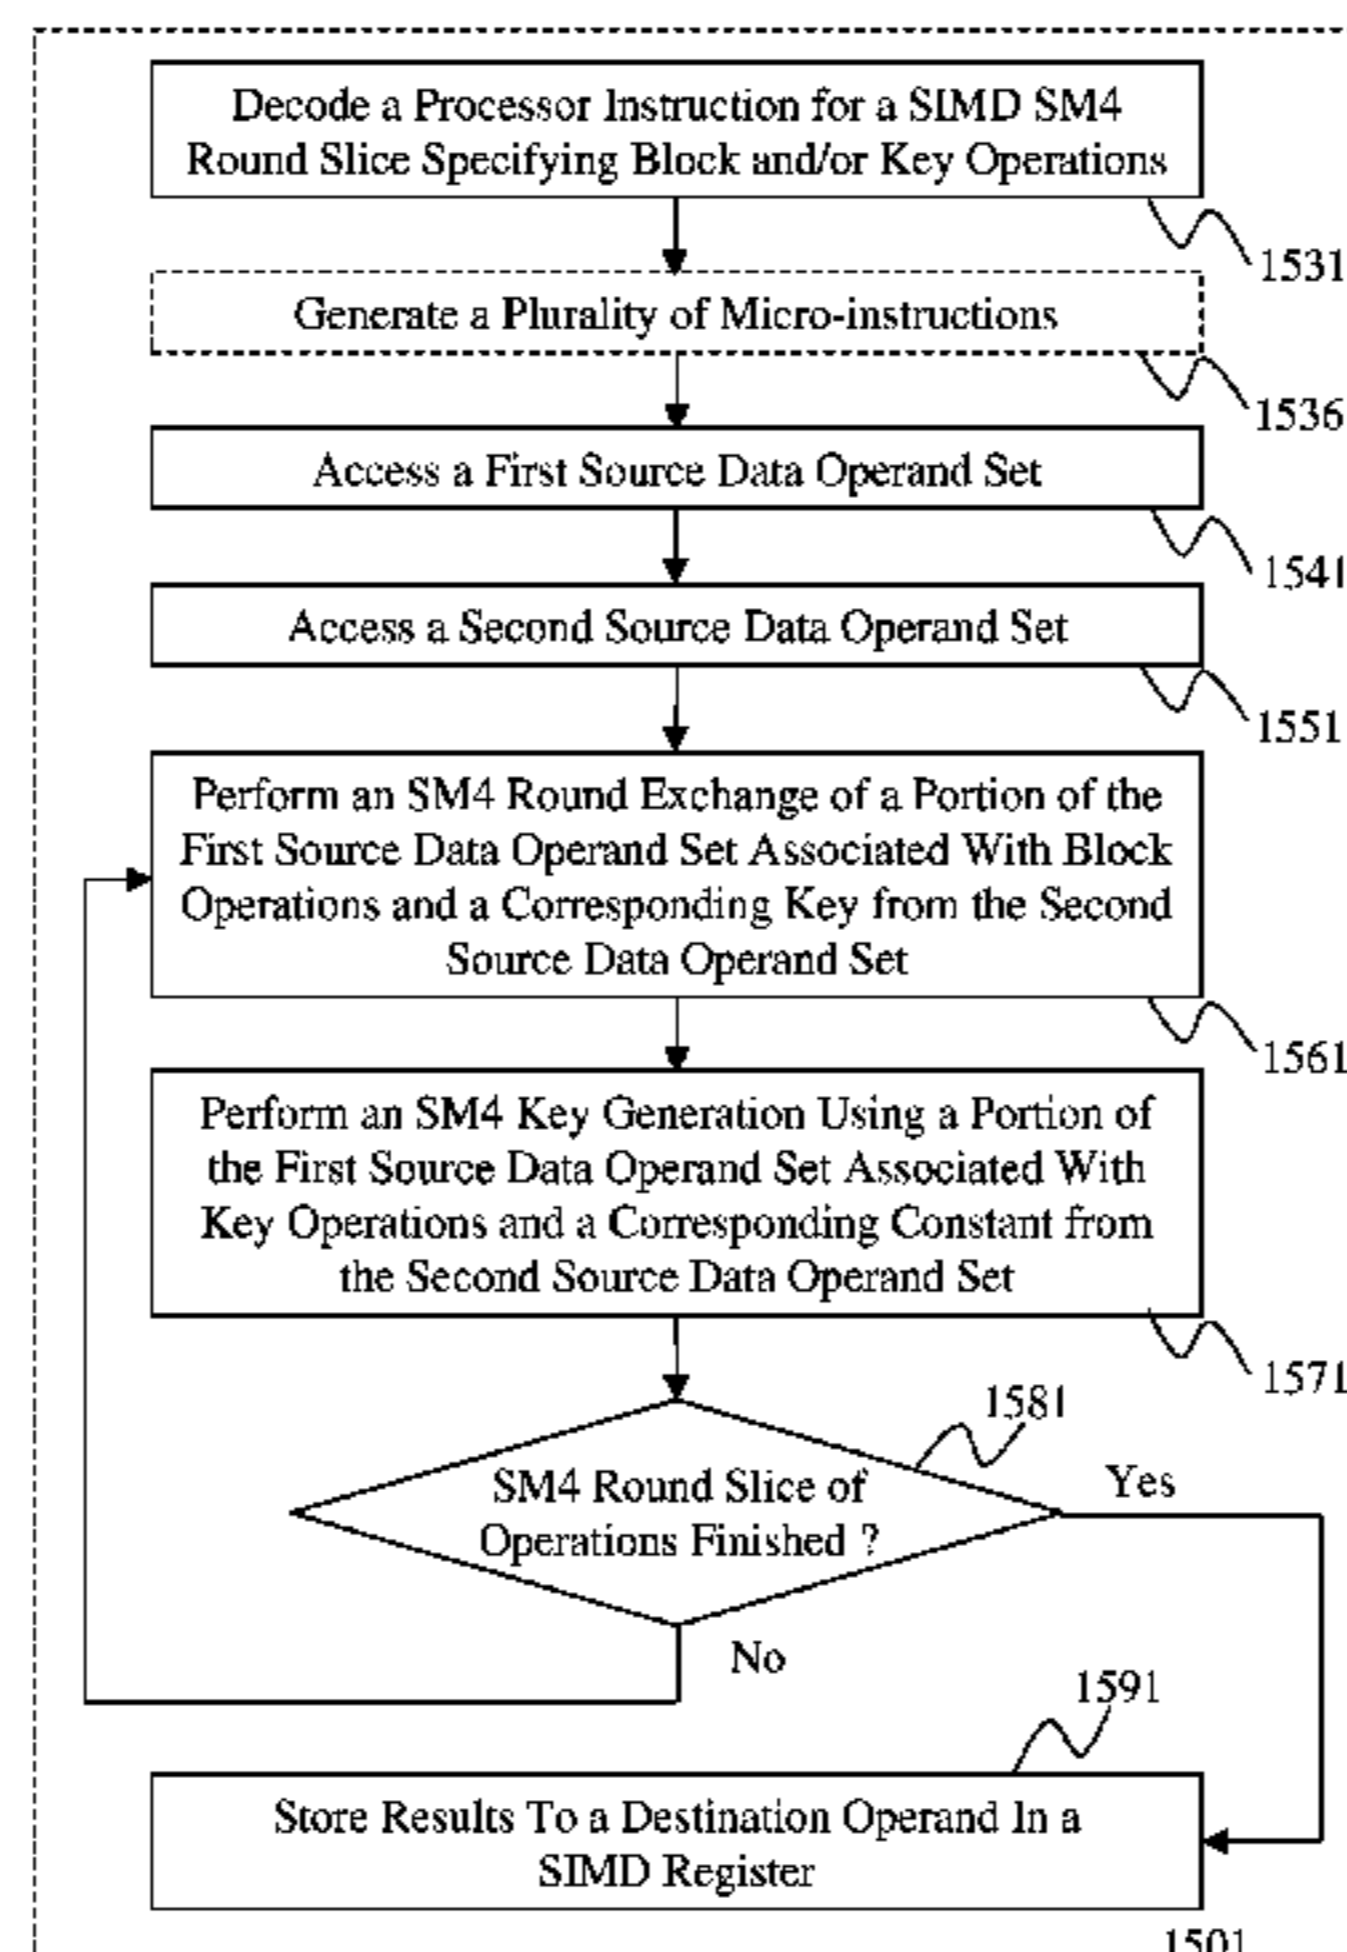 Decode a Processor Instruction for a SIMD SM4
Round Slice Specifying Block and/or Key Operations
1531
Generate a Plurality of Micro-instructions
1536
Access a First Source Data Operand Set
1541
Access a Second Source Data Operand Set
1551
Perform an SM4 Round Exchange of a Portion of the
First Source Data Operand Set Associated With Block
Operations and a Corresponding Key from the Second
Source Data Operand Set
1561
Perform an SM4 Key Generation Using a Portion of
the First Source Data Operand Set Associated With
Key Operations and a Corresponding Constant from
the Second Source Data Operand Set
1571
1581
SM4 Round Slice of
Operations Finished ?
Yes
No
1591
Store Results To a Destination Operand In a
SIMD Register
1501